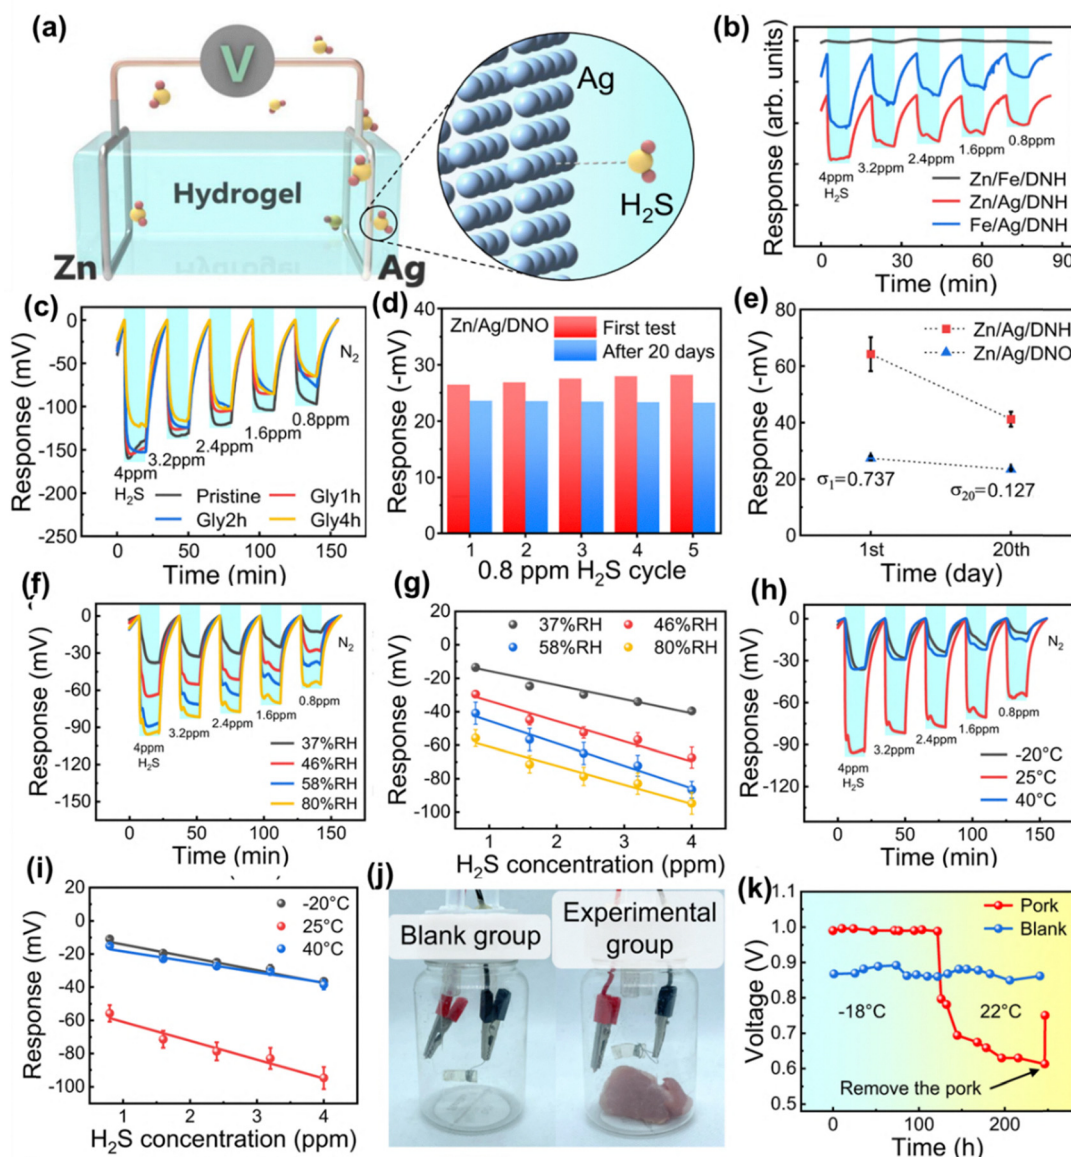 (a)
V
Hydrogel
Zn
Ag
Ag
H₂S
(b)
Response (arb. units)
4ppm
H₂S
3.2ppm
2.4ppm
1.6ppm
0.8ppm
Zn/Fe/DNH
Zn/Ag/DNH
Fe/Ag/DNH
0 30 60 90
Time (min)
(c)
Response (mV)
0
-50
-100
-150
-200
-250
N₂
0.8ppm
1.6ppm
2.4ppm
3.2ppm
4ppm
H₂S
Pristine
Gly1h
Gly2h
Gly4h
0 50 100 150
Time (min)
(d)
Response (-mV)
40
30
20
10
0
Zn/Ag/DNO
First test
After 20 days
1 2 3 4 5
0.8 ppm H₂S cycle
(e)
Response (-mV)
80
60
40
20
0
Zn/Ag/DNH
Zn/Ag/DNO
σ₁=0.737
σ₂₀=0.127
1st 20th
Time (day)
(f)
Response (mV)
0
-30
-60
-90
-120
-150
N₂
0.8ppm
1.6ppm
2.4ppm
3.2ppm
4ppm
H₂S
37%RH
46%RH
58%RH
80%RH
0 50 100 150
Time (min)
(g)
Response (mV)
20
0
-20
-40
-60
-80
-100
37%RH
46%RH
58%RH
80%RH
1 2 3 4
H₂S concentration (ppm)
(h)
Response (mV)
0
-30
-60
-90
-120
N₂
0.8ppm
1.6ppm
2.4ppm
3.2ppm
4ppm
H₂S
-20°C
25°C
40°C
0 50 100 150
Time (min)
(i)
Response (mV)
20
0
-20
-40
-60
-80
-100
-20°C
25°C
40°C
1 2 3 4
H₂S concentration (ppm)
(j)
Blank group
Experimental
group
(k)
Voltage (V)
1.1
1.0
0.9
0.8
0.7
0.6
0.5
Pork
Blank
-18°C
22°C
Remove the pork
0 100 200
Time (h)